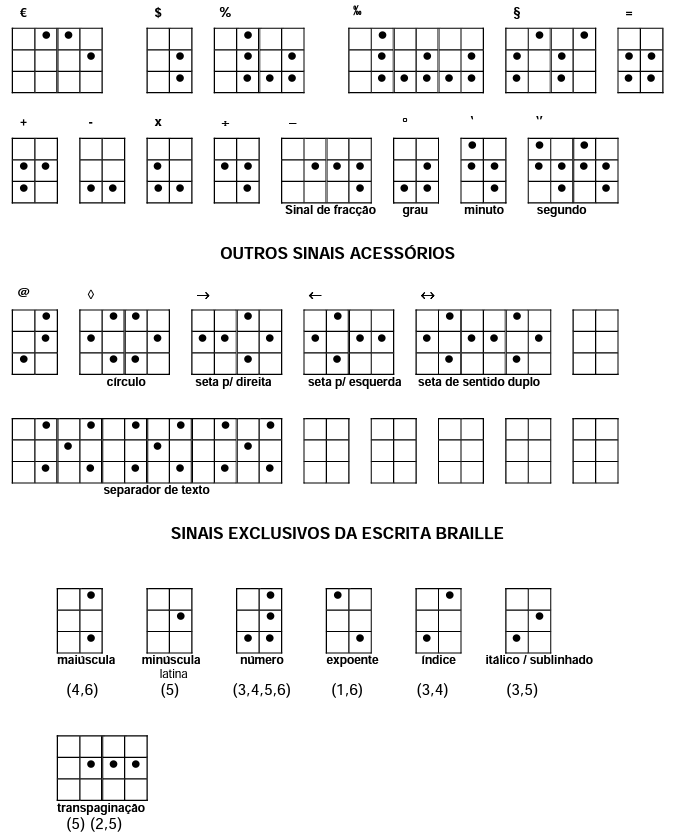 € $ % ‰ § =
+ - x ÷ — º ‵ ″
Sinal de fracção grau minuto segundo
OUTROS SINAIS ACESSÓRIOS
@ ◊ → ← ↔
círculo seta p/ direita seta p/ esquerda seta de sentido duplo
separador de texto
SINAIS EXCLUSIVOS DA ESCRITA BRAILLE
maiúscula minúscula número expoente índice itálico / sublinhado
latina
(4,6) (5) (3,4,5,6) (1,6) (3,4) (3,5)
transpaginação
(5) (2,5)